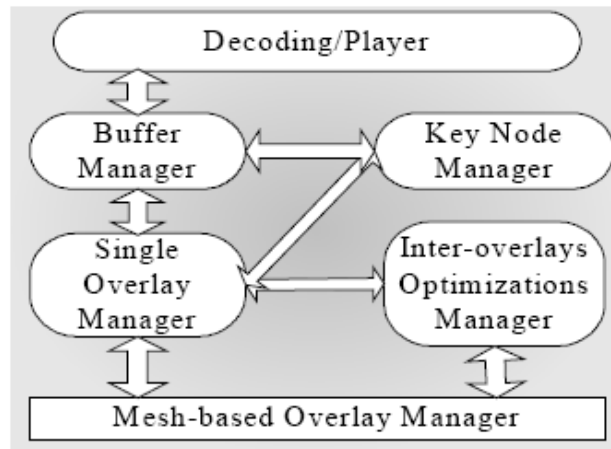 Decoding/Player
Buffer
Manager
Key Node
Manager
Single
Overlay
Manager
Inter-overlays
Optimizations
Manager
Mesh-based Overlay Manager